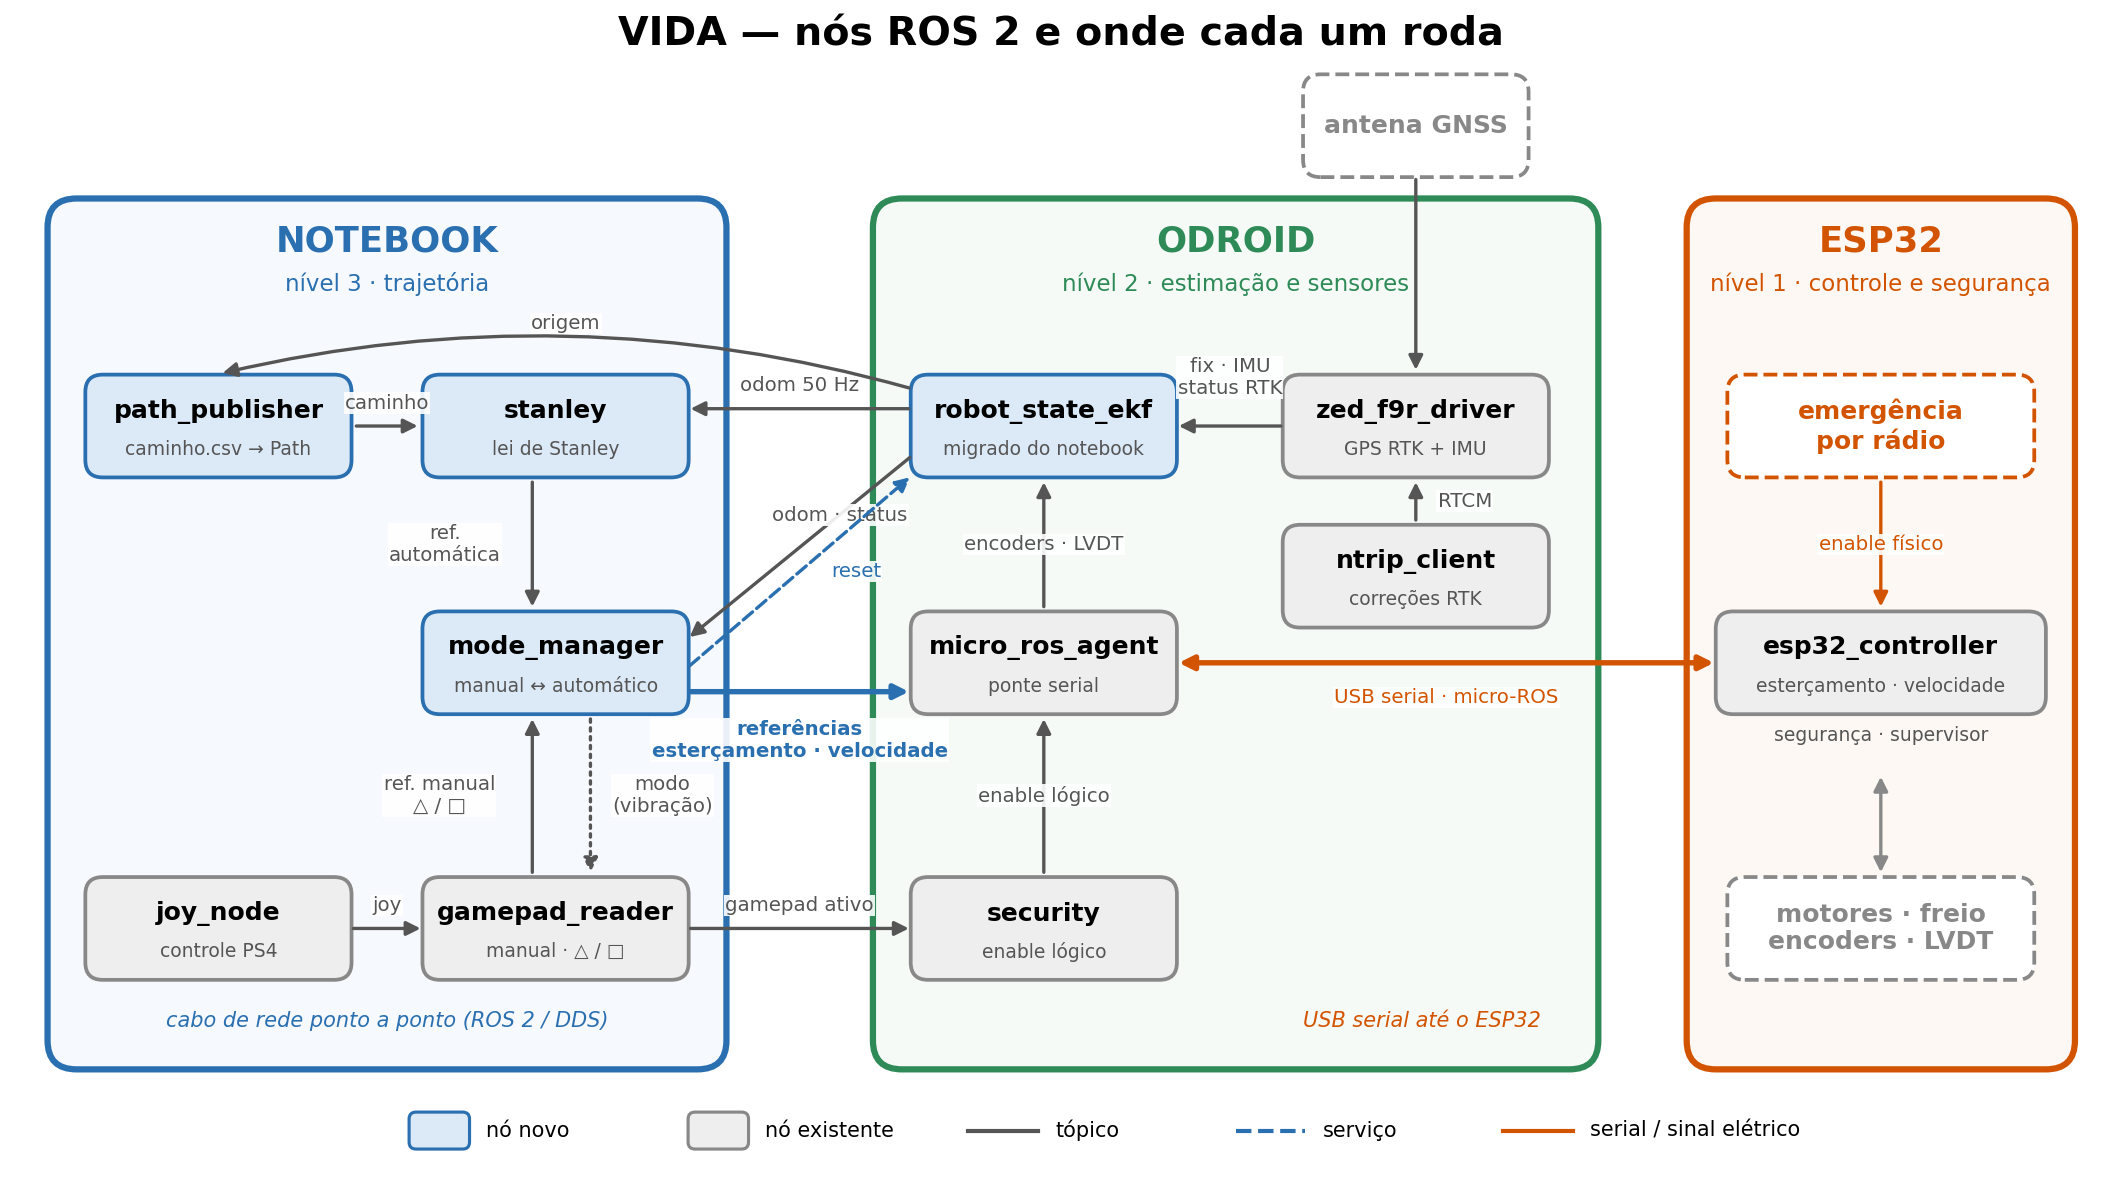 VIDA — nós ROS 2 e onde cada um roda
antena GNSS
NOTEBOOK
nível 3 · trajetória
ODROID
nível 2 · estimação e sensores
ESP32
nível 1 · controle e segurança
origem
path_publisher
caminho.csv → Path
caminho
stanley
lei de Stanley
odom 50 Hz
robot_state_ekf
migrado do notebook
fix · IMU
status RTK
zed_f9r_driver
GPS RTK + IMU
emergência
por rádio
ref.
automática
odom · status
reset
encoders · LVDT
RTCM
ntrip_client
correções RTK
enable físico
mode_manager
manual ↔ automático
micro_ros_agent
ponte serial
USB serial · micro-ROS
esp32_controller
esterçamento · velocidade
segurança · supervisor
referências
esterçamento · velocidade
ref. manual
△ / □
modo
(vibração)
enable lógico
joy_node
controle PS4
joy
gamepad_reader
manual · △ / □
gamepad ativo
security
enable lógico
motores · freio
encoders · LVDT
cabo de rede ponto a ponto (ROS 2 / DDS)
USB serial até o ESP32
nó novo
nó existente
tópico
serviço
serial / sinal elétrico